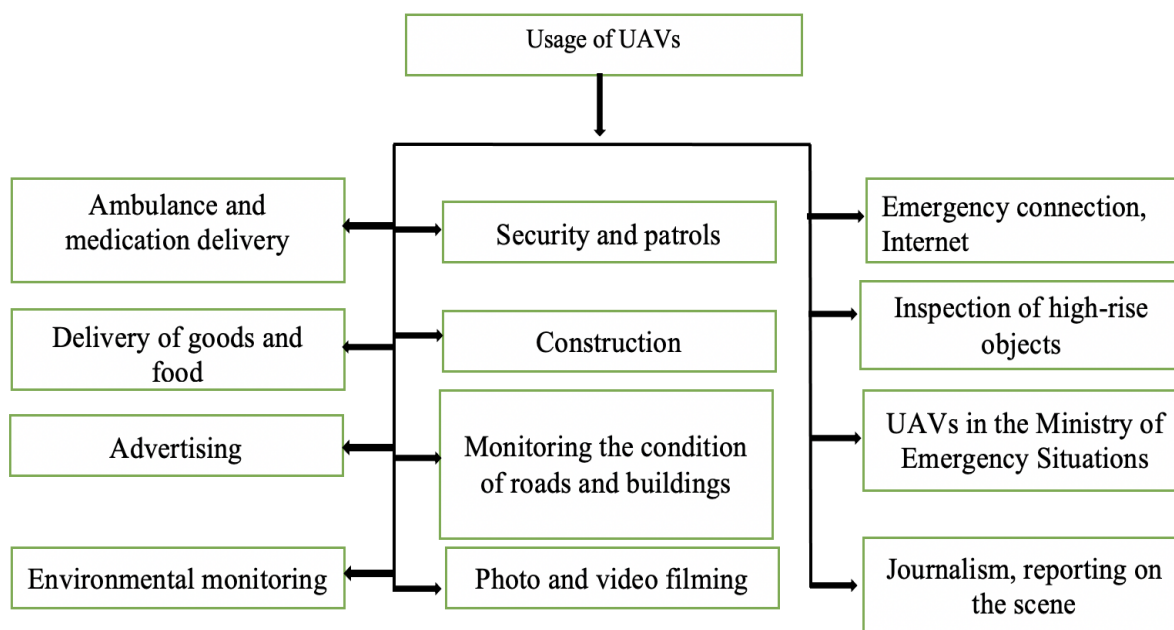 Usage of UAVs
Ambulance and
medication delivery
Security and patrols
Emergency connection,
Internet
Delivery of goods and
food
Construction
Inspection of high-rise
objects
Advertising
Monitoring the condition
of roads and buildings
UAVs in the Ministry of
Emergency Situations
Environmental monitoring
Photo and video filming
Journalism, reporting on
the scene